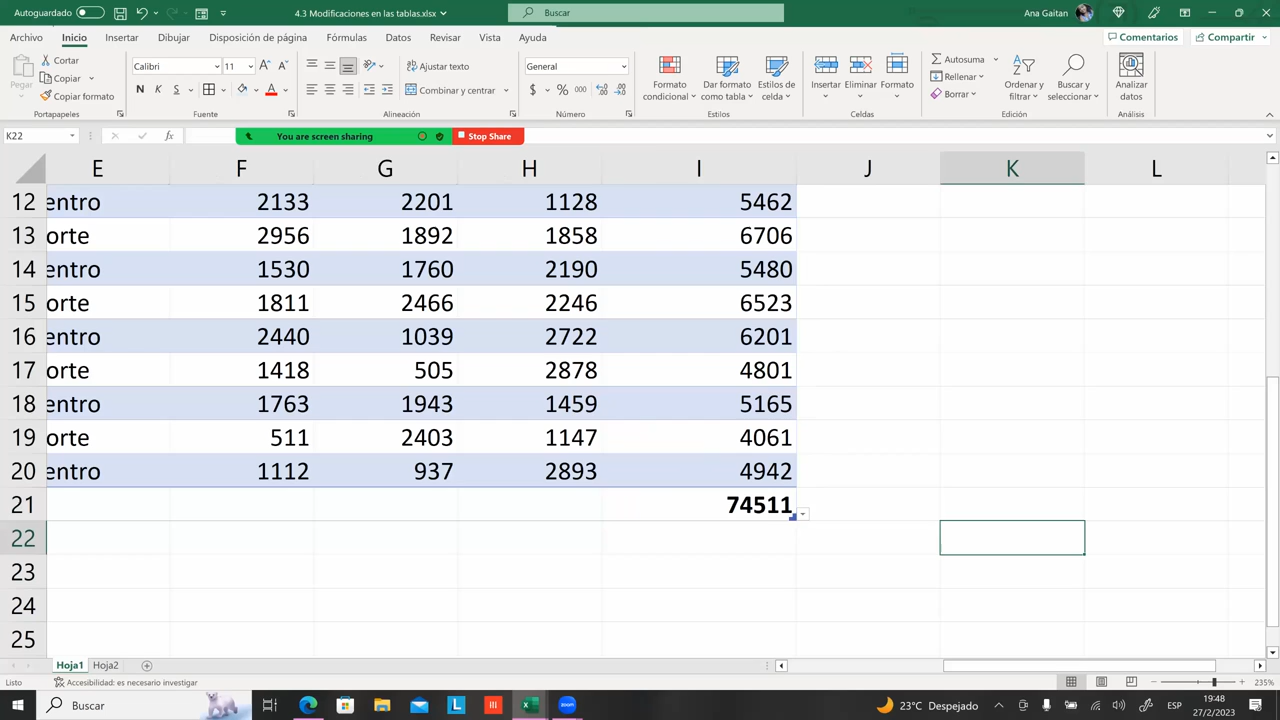 Autoguardado
4.3 Modificaciones en las tablas.xlsx
Buscar
Ana Gaitan
Archivo Inicio Insertar Dibujar Disposición de página Fórmulas Datos Revisar Vista Ayuda
Comentarios Compartir
Pegar
Cortar
Copiar
Copiar formato
Portapapeles
Calibri 11
N K S
Fuente
Ajustar texto
Combinar y centrar
Alineación
General
$ % 000
Número
Formato condicional
Dar formato como tabla
Estilos de celda
Estilos
Insertar Eliminar Formato
Celdas
Autosuma
Rellenar
Borrar
Ordenar y filtrar
Buscar y seleccionar
Edición
Analizar datos
Análisis
K22 fx
You are screen sharing Stop Share
E F G H I J K L
12 entro 2133 2201 1128 5462
13 orte 2956 1892 1858 6706
14 entro 1530 1760 2190 5480
15 orte 1811 2466 2246 6523
16 entro 2440 1039 2722 6201
17 orte 1418 505 2878 4801
18 entro 1763 1943 1459 5165
19 orte 511 2403 1147 4061
20 entro 1112 937 2893 4942
21 74511
22
23
24
25
Hoja1 Hoja2
Listo Accesibilidad: es necesario investigar 235%
Buscar
zoom
23°C Despejado
ESP
19:48
27/2/2023